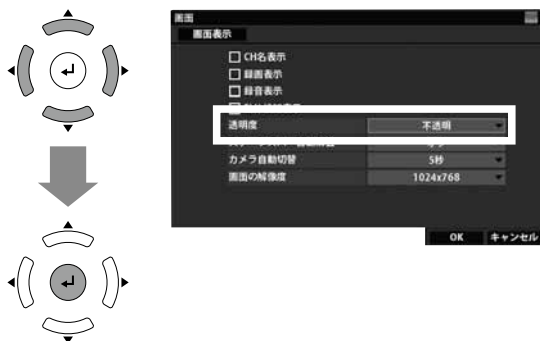 画面
画面表示
CH名表示
録画表示
録音表示
透明度 不透明
カメラ自動切替 5秒
画面の解像度 1024x768
OK キャンセル